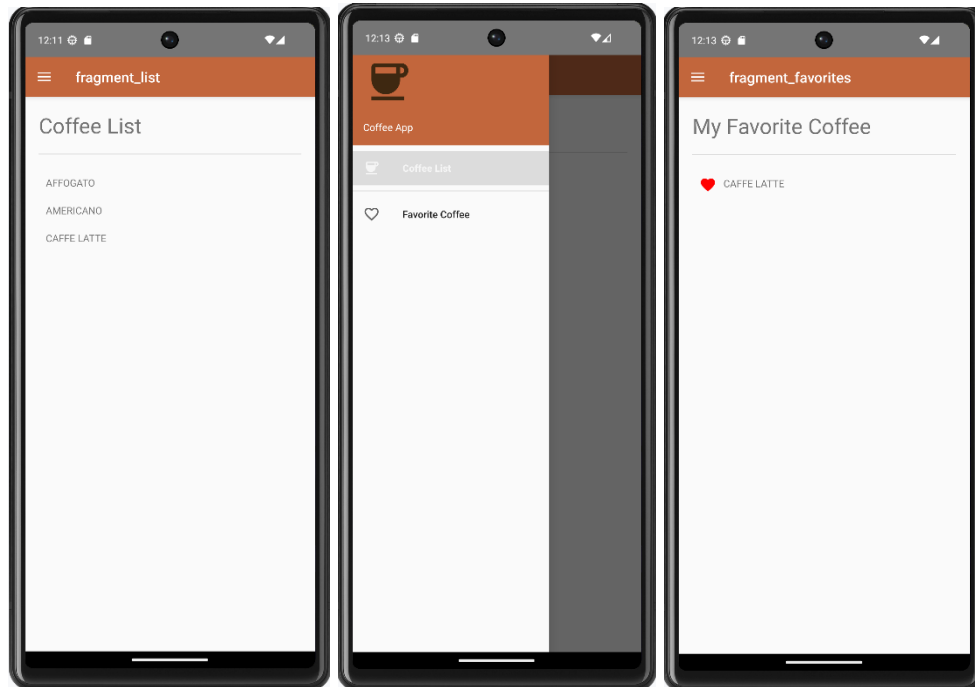 12:11
fragment_list
Coffee List
AFFOGATO
AMERICANO
CAFFE LATTE
12:13
Coffee App
Coffee List
Favorite Coffee
12:13
fragment_favorites
My Favorite Coffee
CAFFE LATTE